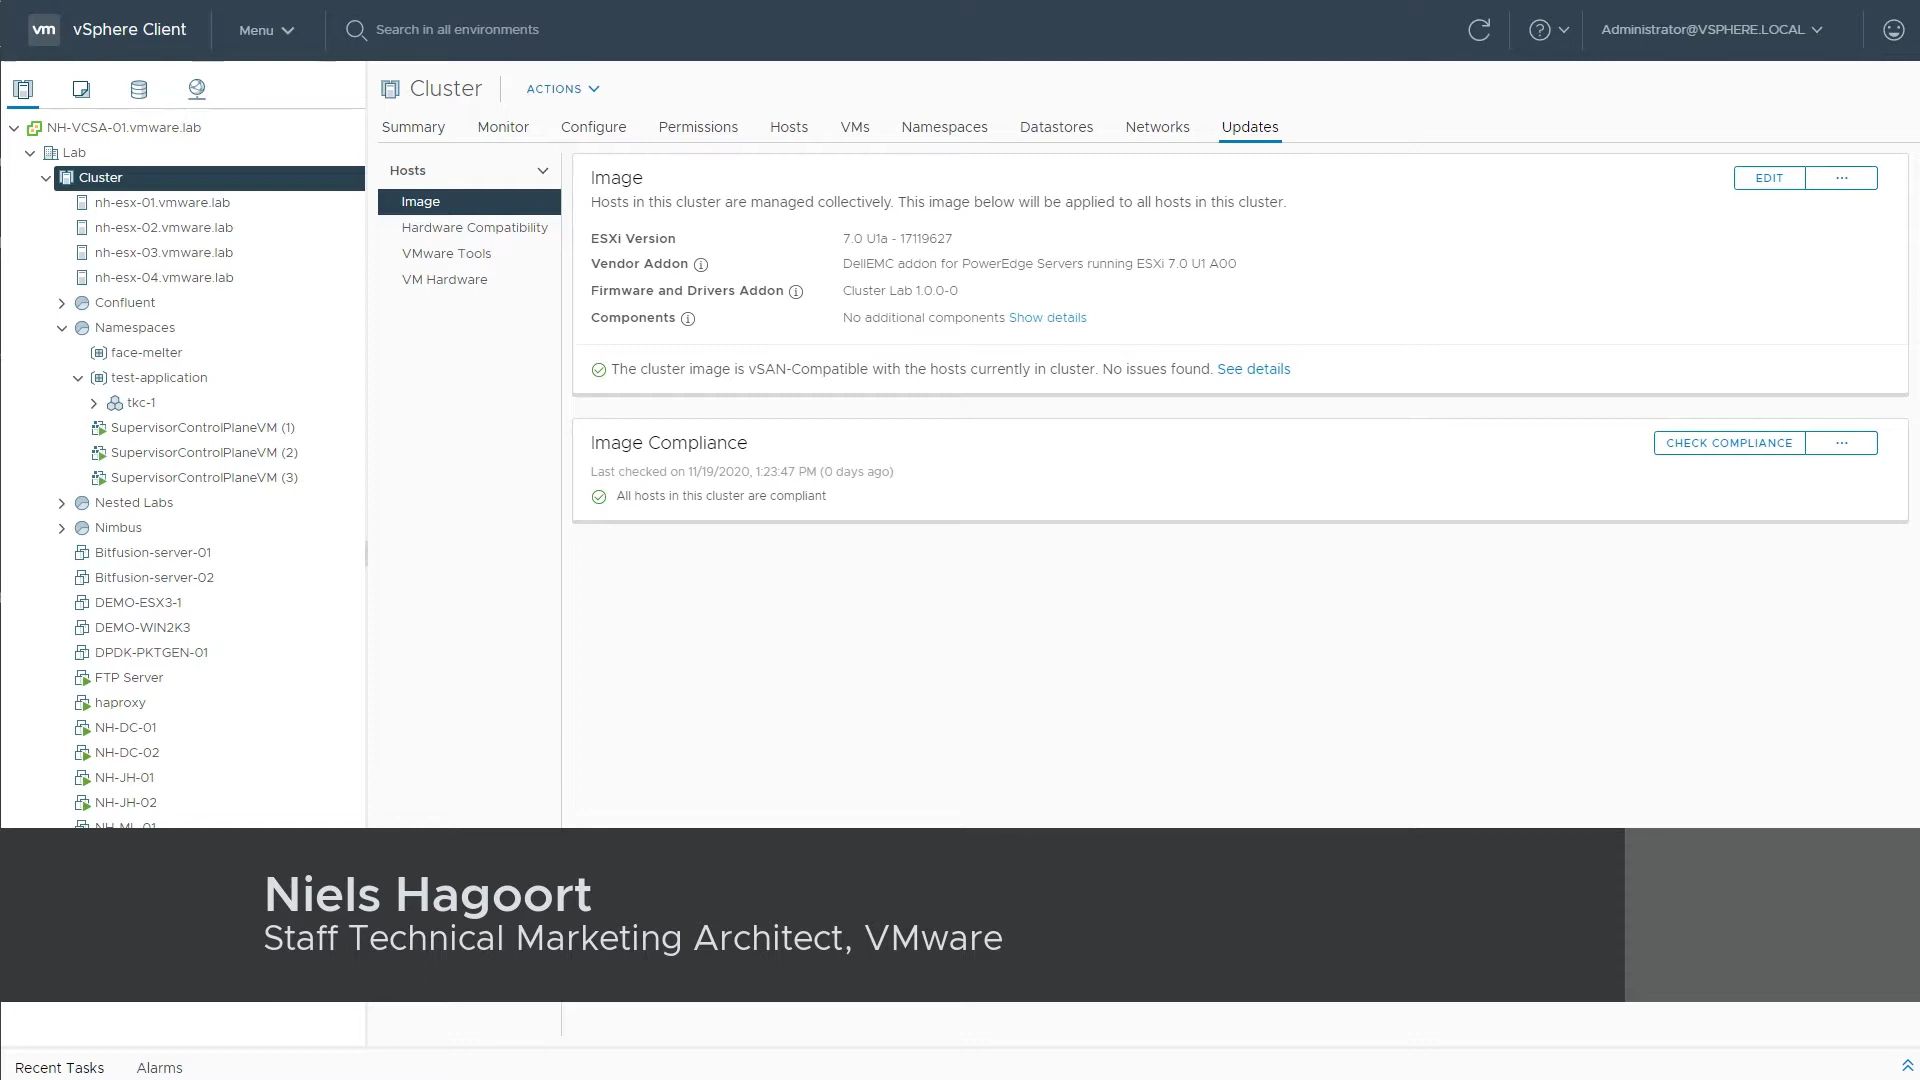 vm vSphere Client Menu Search in all environments Administrator@VSPHERE.LOCAL
NH-VCSA-01.vmware.lab
Lab
Cluster
nh-esx-01.vmware.lab
nh-esx-02.vmware.lab
nh-esx-03.vmware.lab
nh-esx-04.vmware.lab
Confluent
Namespaces
face-melter
test-application
tkc-1
SupervisorControlPlaneVM (1)
SupervisorControlPlaneVM (2)
SupervisorControlPlaneVM (3)
Nested Labs
Nimbus
Bitfusion-server-01
Bitfusion-server-02
DEMO-ESX3-1
DEMO-WIN2K3
DPDK-PKTGEN-01
FTP Server
haproxy
NH-DC-01
NH-DC-02
NH-JH-01
NH-JH-02
NH-ML-01
Cluster ACTIONS
Summary Monitor Configure Permissions Hosts VMs Namespaces Datastores Networks Updates
Hosts
Image
Hardware Compatibility
VMware Tools
VM Hardware
Image EDIT ...
Hosts in this cluster are managed collectively. This image below will be applied to all hosts in this cluster.
ESXi Version 7.0 U1a - 17119627
Vendor Addon DellEMC addon for PowerEdge Servers running ESXi 7.0 U1 A00
Firmware and Drivers Addon Cluster Lab 1.0.0-0
Components No additional components Show details
The cluster image is vSAN-Compatible with the hosts currently in cluster. No issues found. See details
Image Compliance CHECK COMPLIANCE ...
Last checked on 11/19/2020, 1:23:47 PM (0 days ago)
All hosts in this cluster are compliant
Niels Hagoort
Staff Technical Marketing Architect, VMware
Recent Tasks Alarms